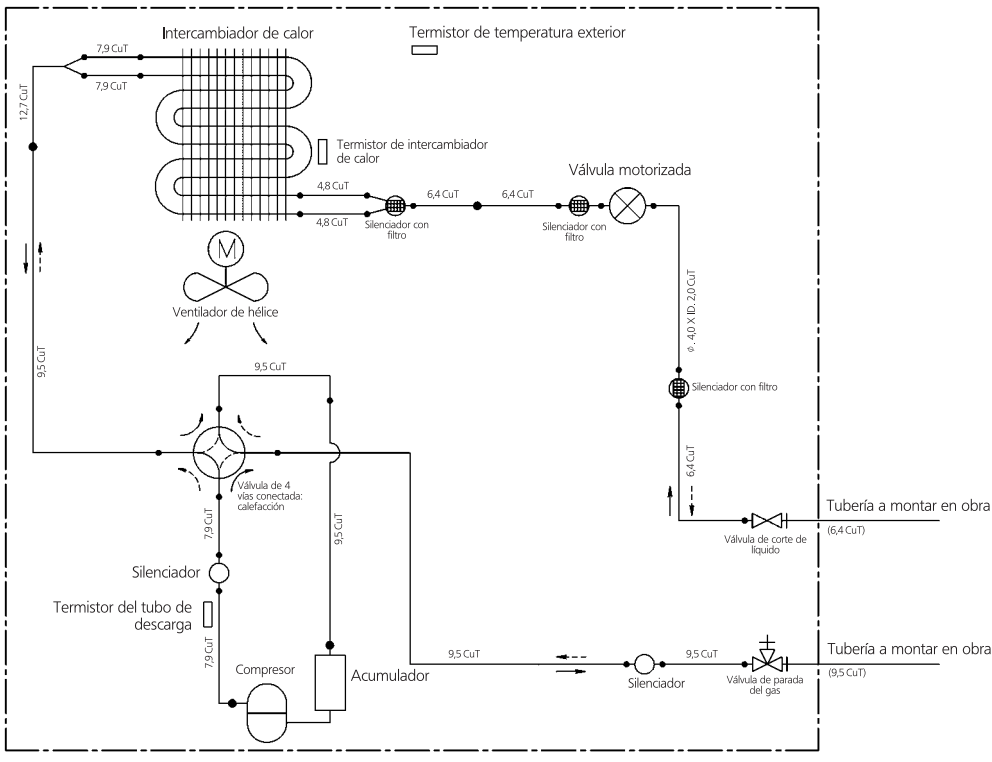 Intercambiador de calor
Termistor de temperatura exterior
7,9 CuT
7,9 CuT
12,7 CuT
Termistor de intercambiador
de calor
Válvula motorizada
4,8 CuT
4,8 CuT
6,4 CuT
6,4 CuT
Silenciador con
filtro
Silenciador con
filtro
M
Ventilador de hélice
ø. 4,0 X ID. 2,0 CuT
9,5 CuT
9,5 CuT
Silenciador con filtro
6,4 CuT
Válvula de 4
vías conectada:
calefacción
7,9 CuT
9,5 CuT
Tubería a montar en obra
(6,4 CuT)
Válvula de corte de
líquido
Silenciador
Termistor del tubo de
descarga
7,9 CuT
Compresor
Acumulador
9,5 CuT
9,5 CuT
Silenciador
Válvula de parada
del gas
Tubería a montar en obra
(9,5 CuT)